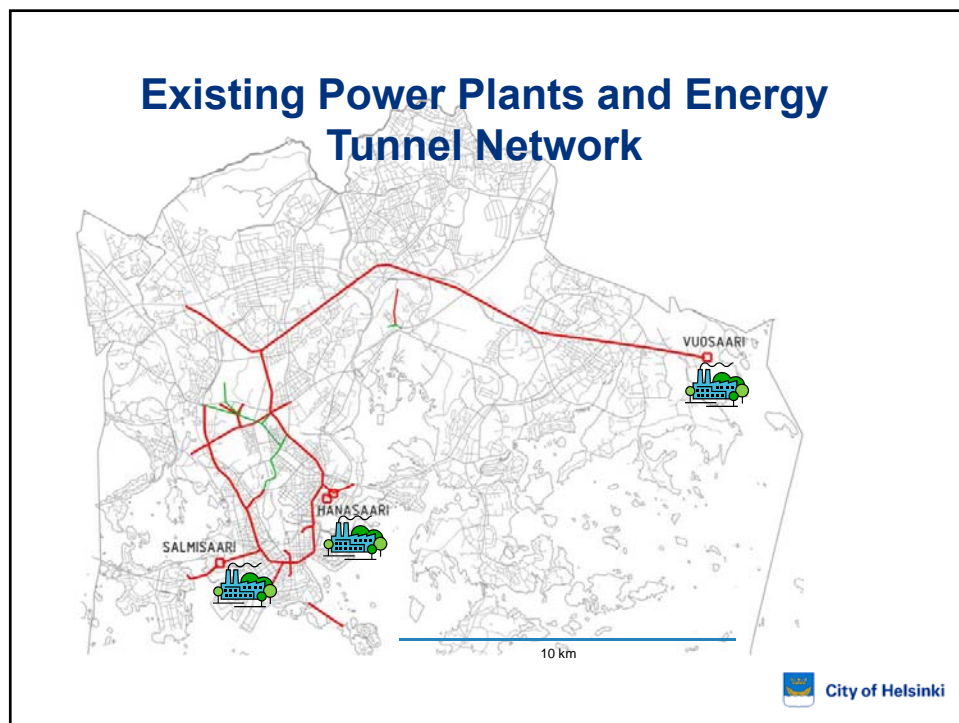 Existing Power Plants and Energy
Tunnel Network
VUOSAARI
HANASAARI
SALMISAARI
10 km
City of Helsinki